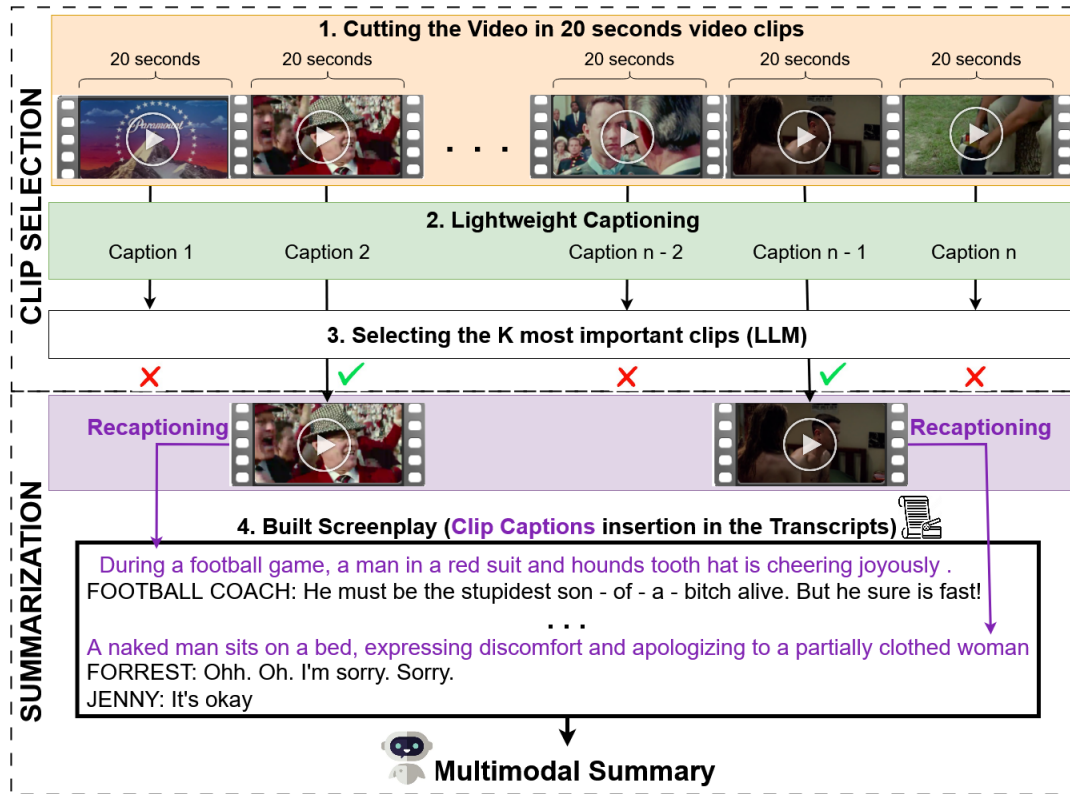 1. Cutting the Video in 20 seconds video clips
20 seconds 20 seconds 20 seconds 20 seconds 20 seconds
Paramount
. . .
CLIP SELECTION
2. Lightweight Captioning
Caption 1 Caption 2 Caption n - 2 Caption n - 1 Caption n
3. Selecting the K most important clips (LLM)
SUMMARIZATION
Recaptioning Recaptioning
4. Built Screenplay (Clip Captions insertion in the Transcripts)
During a football game, a man in a red suit and hounds tooth hat is cheering joyously .
FOOTBALL COACH: He must be the stupidest son - of - a - bitch alive. But he sure is fast!
. . .
A naked man sits on a bed, expressing discomfort and apologizing to a partially clothed woman
FORREST: Ohh. Oh. I'm sorry. Sorry.
JENNY: It's okay
Multimodal Summary